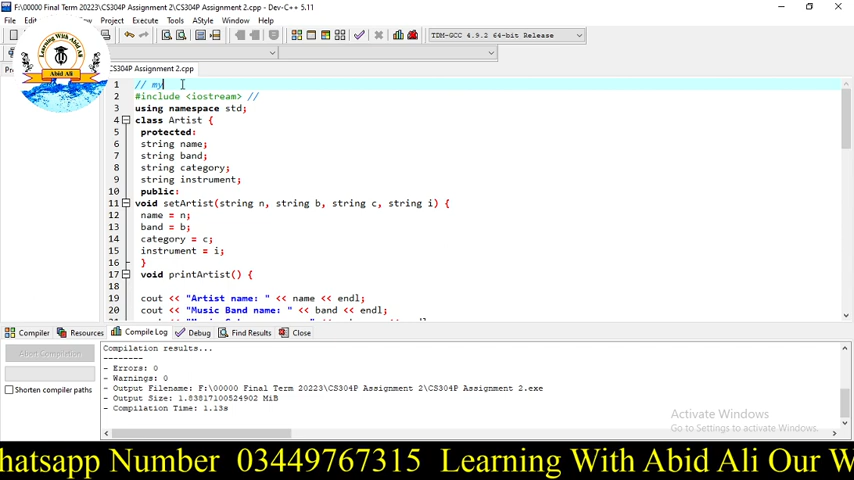 F:\00000 Final Term 20223\CS304P Assignment 2\CS304P Assignment 2.cpp - Dev-C++ 5.11
File Edit Project Execute Tools AStyle Window Help
TDM-GCC 4.9.2 64-bit Release
Learning With Abid Ali
Abid Ali
CS304P Assignment 2.cpp
1 // my
2 #include <iostream> //
3 using namespace std;
4 class Artist {
5 protected:
6 string name;
7 string band;
8 string category;
9 string instrument;
10 public:
11 void setArtist(string n, string b, string c, string i) {
12 name = n;
13 band = b;
14 category = c;
15 instrument = i;
16 }
17 void printArtist() {
18
19 cout << "Artist name: " << name << endl;
20 cout << "Music Band name: " << band << endl;
Compiler Resources Compile Log Debug Find Results Close
Abort Compilation
Shorten compiler paths
Compilation results...
--------
- Errors: 0
- Warnings: 0
- Output Filename: F:\00000 Final Term 20223\CS304P Assignment 2\CS304P Assignment 2.exe
- Output Size: 1.83817100524902 MiB
- Compilation Time: 1.13s
Activate Windows
Go to Settings to activate Windows.
hatsapp Number 03449767315 Learning With Abid Ali Our W